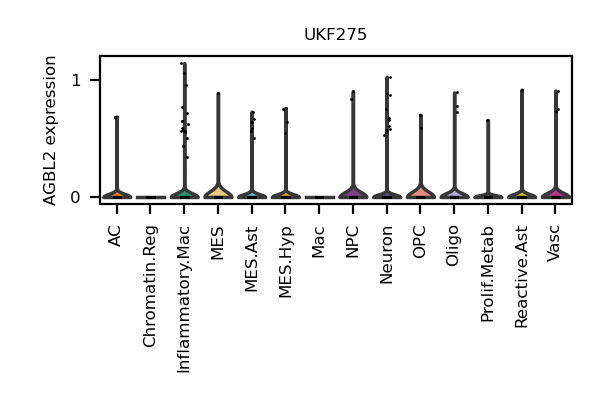 UKF275
AGBL2 expression
1
0
AC
Chromatin.Reg
Inflammatory.Mac
MES
MES.Ast
MES.Hyp
Mac
NPC
Neuron
OPC
Oligo
Prolif.Metab
Reactive.Ast
Vasc